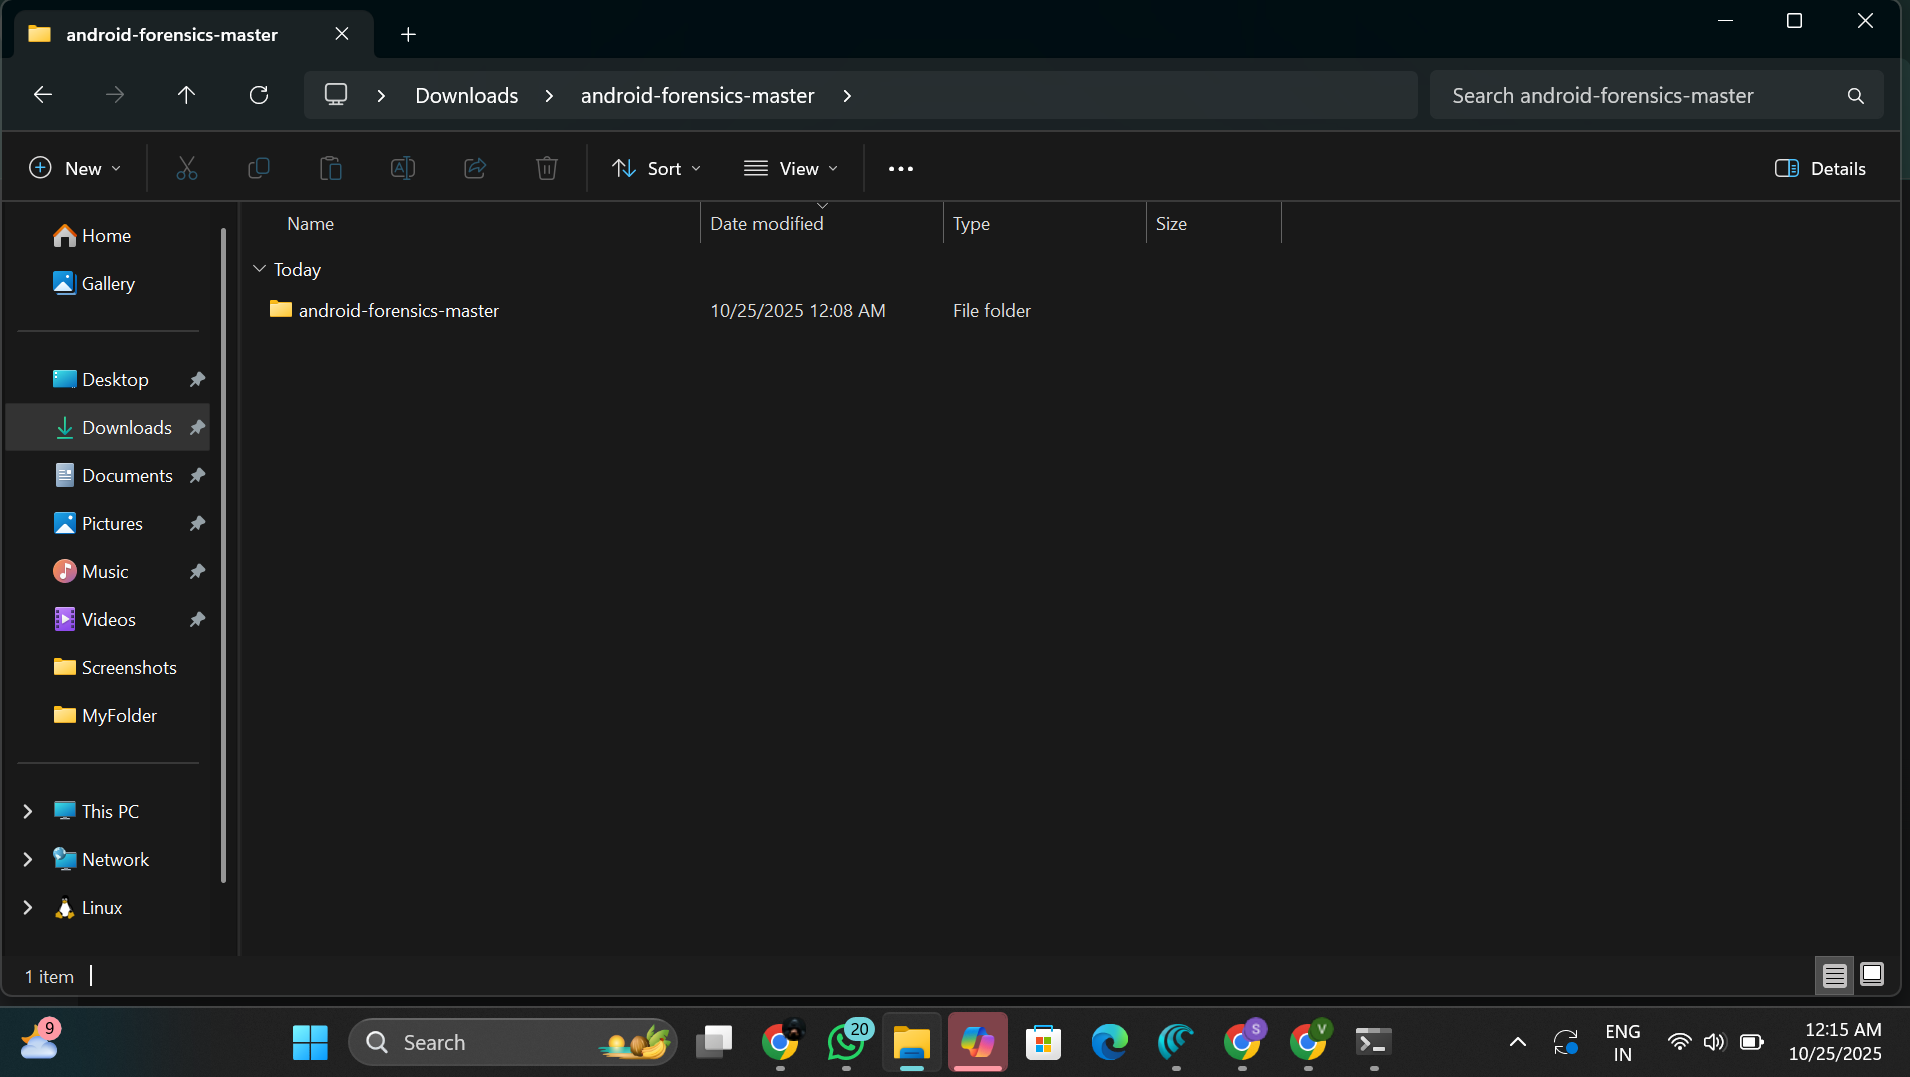 android-forensics-master
Downloads
android-forensics-master
Search android-forensics-master
New
Sort
View
Details
Name
Date modified
Type
Size
Today
android-forensics-master
10/25/2025 12:08 AM
File folder
Home
Gallery
Desktop
Downloads
Documents
Pictures
Music
Videos
Screenshots
MyFolder
This PC
Network
Linux
1 item
9
Search
20
S
V
ENG
IN
12:15 AM
10/25/2025